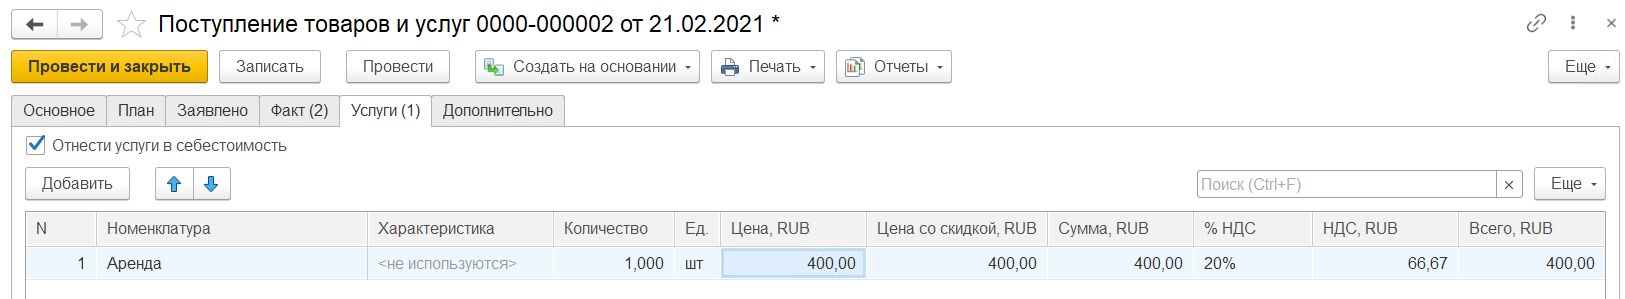 Поступление товаров и услуг 0000-000002 от 21.02.2021 *
Провести и закрыть Записать Провести Создать на основании Печать Отчеты Еще
Основное План Заявлено Факт (2) Услуги (1) Дополнительно
Отнести услуги в себестоимость
Добавить Поиск (Ctrl+F) × Еще
N Номенклатура Характеристика Количество Ед. Цена, RUB Цена со скидкой, RUB Сумма, RUB % НДС НДС, RUB Всего, RUB
1 Аренда <не используются> 1,000 шт 400,00 400,00 400,00 20% 66,67 400,00